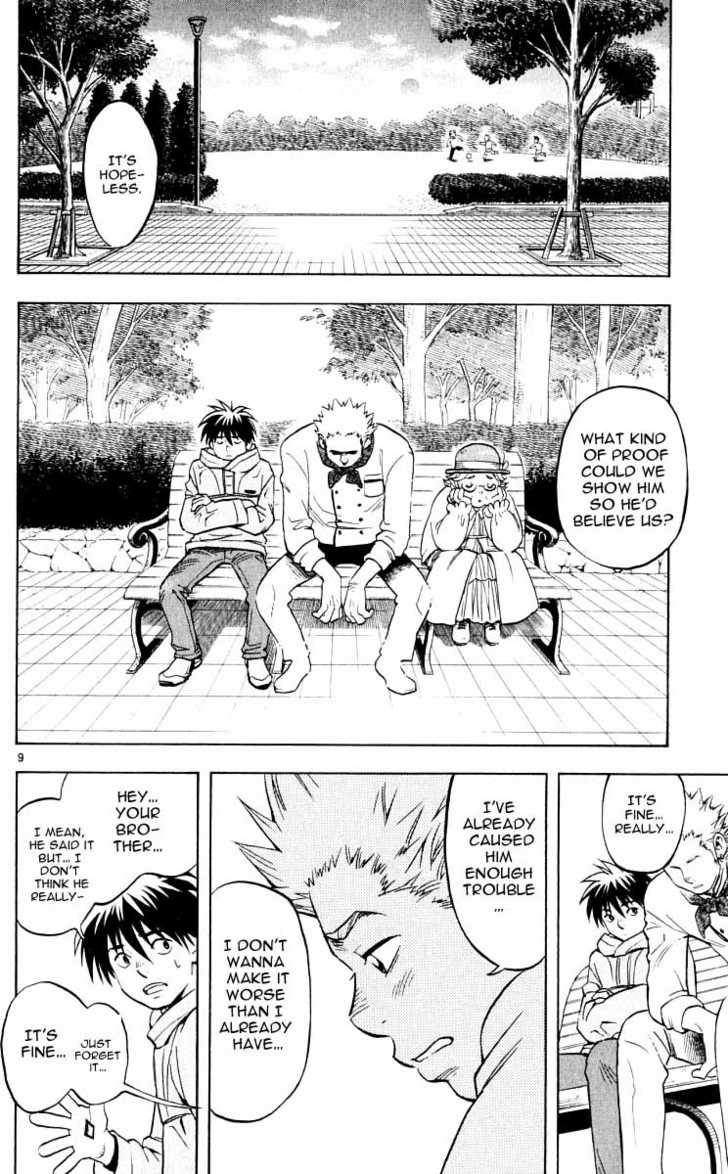 IT'S
HOPE-
LESS.
WHAT KIND
OF PROOF
COULD WE
SHOW HIM
SO HE'D
BELIEVE US?
9
IT'S
FINE...
REALLY...
I'VE
ALREADY
CAUSED
HIM
ENOUGH
TROUBLE
...
I DON'T
WANNA
MAKE IT
WORSE
THAN I
ALREADY
HAVE...
HEY...
YOUR
BRO-
THER...
I MEAN,
HE SAID IT
BUT... I
DON'T
THINK HE
REALLY-
IT'S
FINE...
JUST
FORGET
IT...